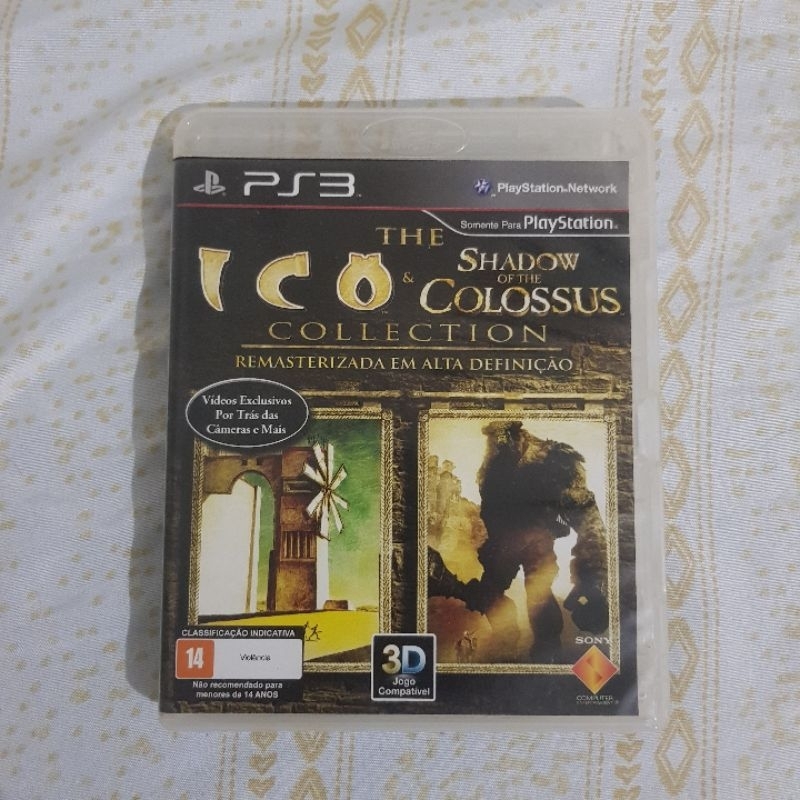 PS3
PlayStation®Network
Somente Para PlayStation®
THE
ICO & SHADOW OF THE COLOSSUS
COLLECTION
REMASTERIZADA EM ALTA DEFINIÇÃO
Vídeos Exclusivos
Por Trás das
Câmeras e Mais
CLASSIFICAÇÃO INDICATIVA
14 Violência
Não recomendado para
menores de 14 ANOS
3D
Jogo
Compatível
SONY
COMPUTER
ENTERTAINMENT®